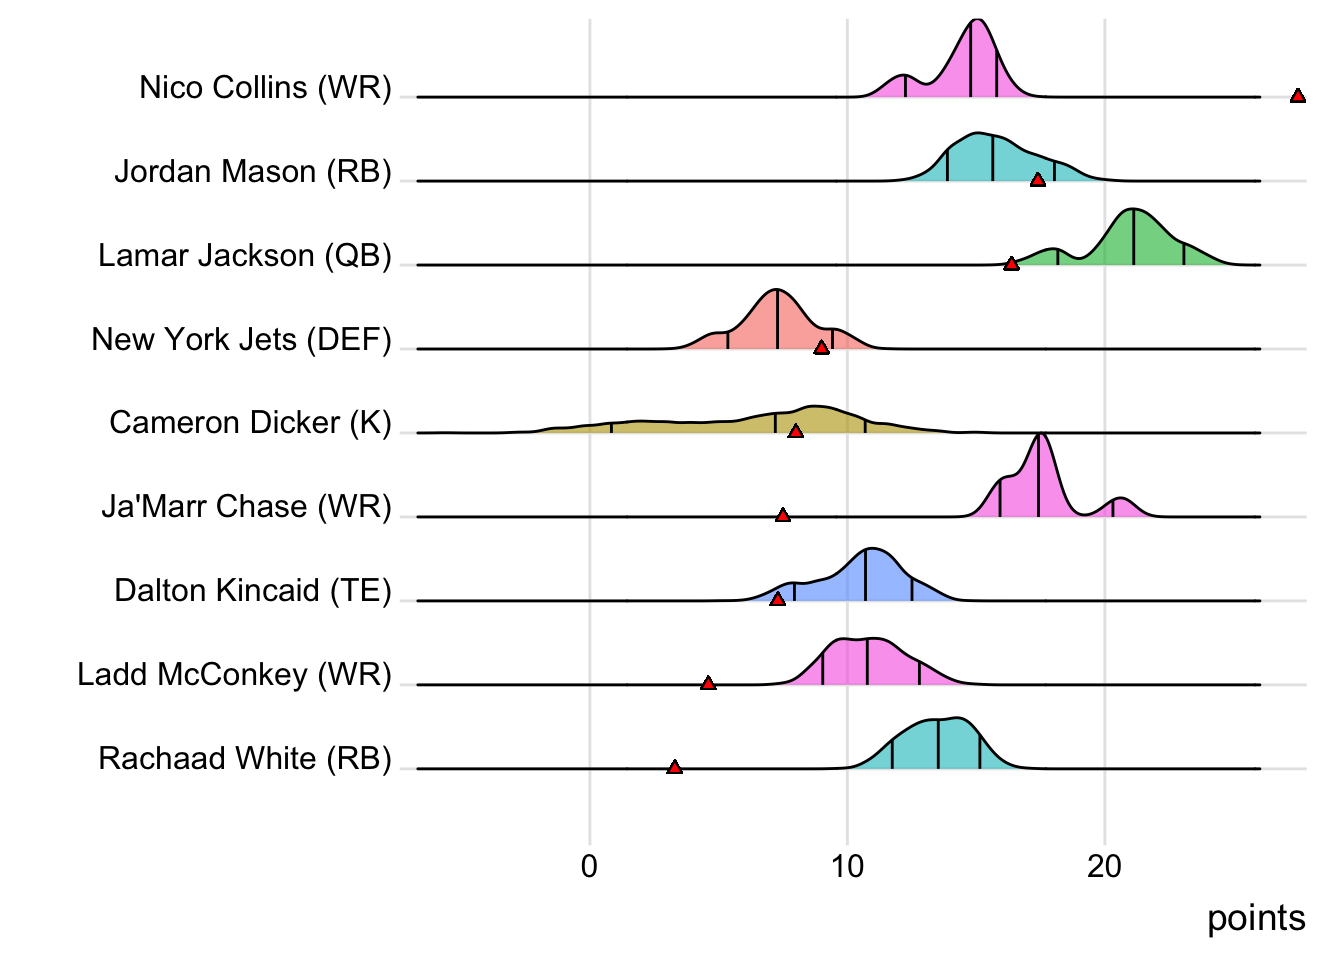 Nico Collins (WR)
Jordan Mason (RB)
Lamar Jackson (QB)
New York Jets (DEF)
Cameron Dicker (K)
Ja'Marr Chase (WR)
Dalton Kincaid (TE)
Ladd McConkey (WR)
Rachaad White (RB)
0 10 20
points